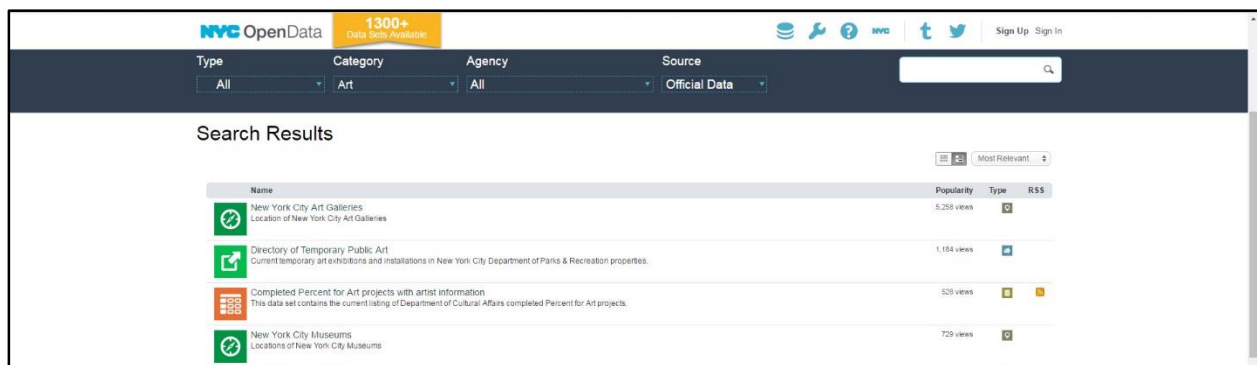 NYC OpenData
1300+
Data Sets Available
NYC
Sign Up Sign In
Type Category Agency Source
All Art All Official Data
Search Results
Most Relevant
Name Popularity Type RSS
New York City Art Galleries
Location of New York City Art Galleries
5,258 views
Directory of Temporary Public Art
Current temporary art exhibitions and installations in New York City Department of Parks & Recreation properties.
1,184 views
Completed Percent for Art projects with artist information
This data set contains the current listing of Department of Cultural Affairs completed Percent for Art projects.
528 views
New York City Museums
Locations of New York City Museums
729 views